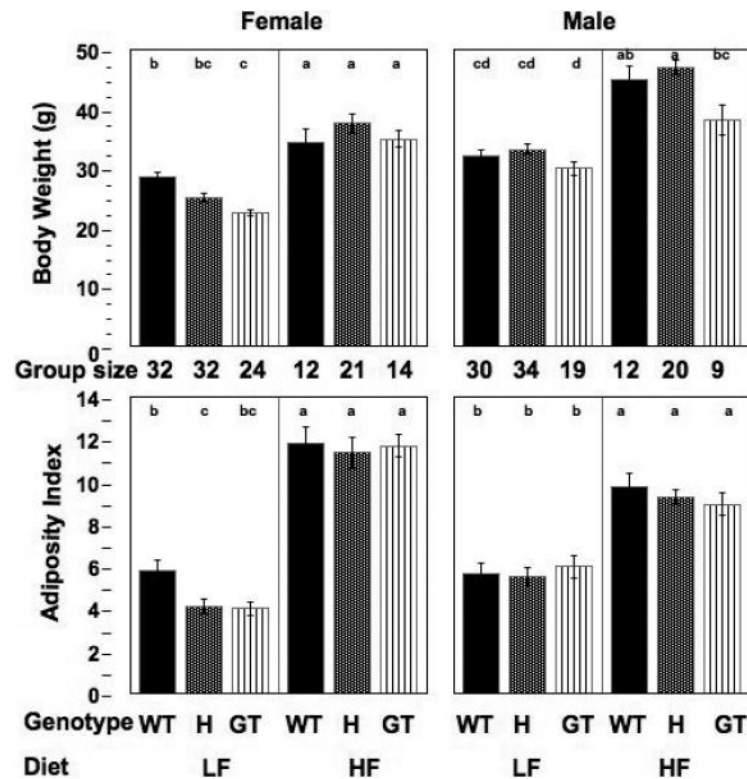 Female Male
Body Weight (g)
50
40
30
20
10
0
b bc c a a a
cd cd d ab a bc
Group size 32 32 24 12 21 14 30 34 19 12 20 9
Adiposity Index
14
12
10
8
6
4
2
0
b c bc a a a
b b b a a a
Genotype WT H GT WT H GT WT H GT WT H GT
Diet LF HF LF HF